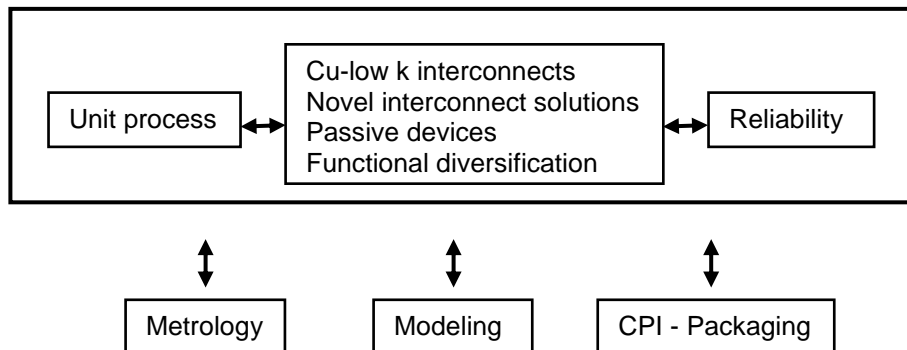 Cu-low k interconnects
Novel interconnect solutions
Passive devices
Functional diversification
Unit process
Reliability
Metrology
Modeling
CPI - Packaging